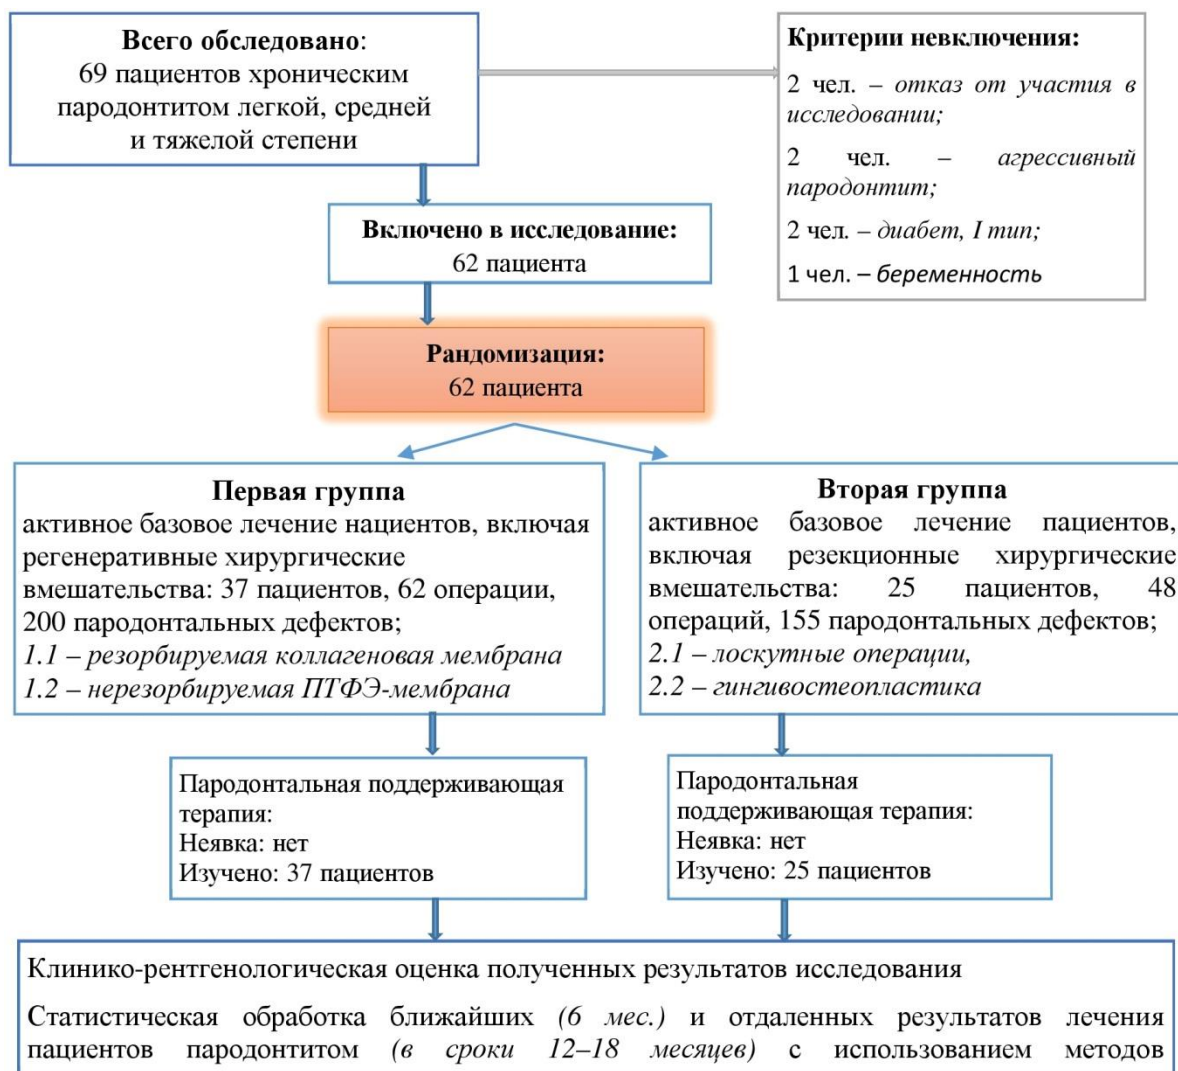 Всего обследовано:
69 пациентов хроническим
пародонтитом легкой, средней
и тяжелой степени
Критерии невключения:
2 чел. – отказ от участия в
исследовании;
2 чел. – агрессивный
пародонтит;
2 чел. – диабет, I тип;
1 чел. – беременность
Включено в исследование:
62 пациента
Рандомизация:
62 пациента
Первая группа
активное базовое лечение нациентов, включая
регенеративные хирургические
вмешательства: 37 пациентов, 62 операции,
200 пародонтальных дефектов;
1.1 – резорбируемая коллагеновая мембрана
1.2 – нерезорбируемая ПТФЭ-мембрана
Вторая группа
активное базовое лечение пациентов,
включая резекционные хирургические
вмешательства: 25 пациентов, 48
операций, 155 пародонтальных дефектов;
2.1 – лоскутные операции,
2.2 – гингивостеопластика
Пародонтальная поддерживающая
терапия:
Неявка: нет
Изучено: 37 пациентов
Пародонтальная
поддерживающая терапия:
Неявка: нет
Изучено: 25 пациентов
Клинико-рентгенологическая оценка полученных результатов исследования
Статистическая обработка ближайших (6 мес.) и отдаленных результатов лечения
пациентов пародонтитом (в сроки 12–18 месяцев) с использованием методов